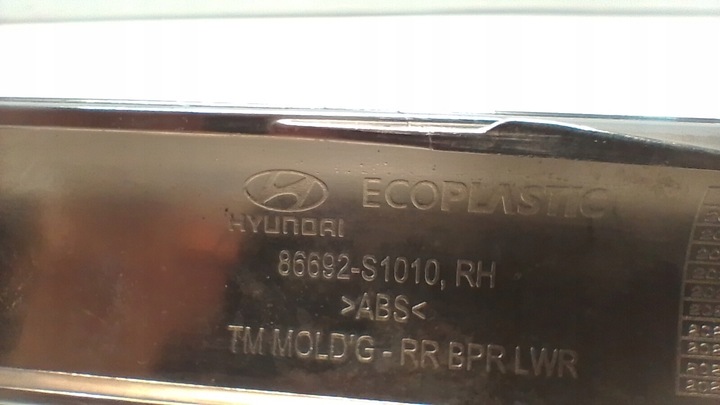 ECOPLASTIC
HYUNDAI
86692-S1010, RH
>ABS<
TM MOLD'G - RR BPR LWR